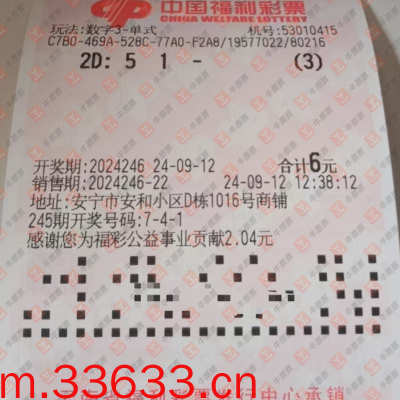 中国福利彩票
CHINA WELFARE LOTTERY
玩法:数字3-单式 机号:53010415
C7B0-469A-528C-77A0-F2A8/19577022/80216
2D: 5 1 - (3)
开奖期:2024246 24-09-12 合计6元
销售期:2024246-22 24-09-12 12:38:12
地址:安宁市安和小区D栋1016号商铺
245期开奖号码:7-4-1
感谢您为福彩公益事业贡献2.04元
m.33633.cn